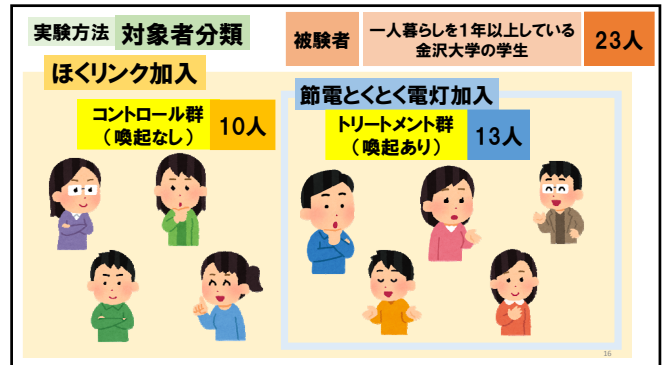 実験方法 対象者分類
被験者
一人暮らしを1年以上している
金沢大学の学生
23人
ほくリンク加入
コントロール群
（喚起なし）
10人
節電とくとく電灯加入
トリートメント群
（喚起あり）
13人
16